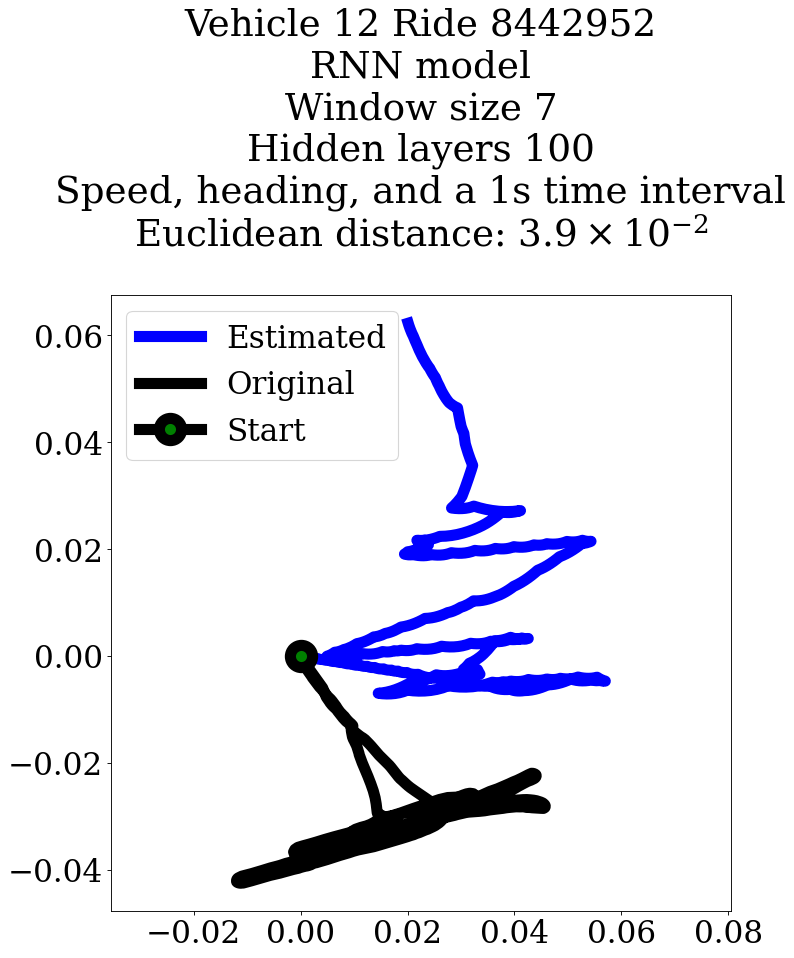 Vehicle 12 Ride 8442952
RNN model
Window size 7
Hidden layers 100
Speed, heading, and a 1s time interval
Euclidean distance: 3.9 × 10⁻²
Estimated
Original
Start
0.06
0.04
0.02
0.00
−0.02
−0.04
−0.02 0.00 0.02 0.04 0.06 0.08